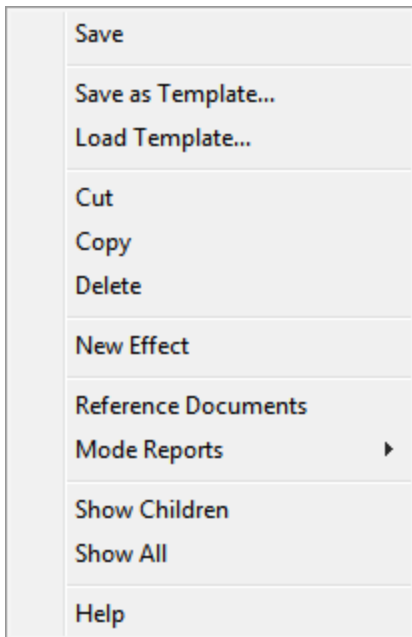 Save
Save as Template...
Load Template...
Cut
Copy
Delete
New Effect
Reference Documents
Mode Reports
Show Children
Show All
Help